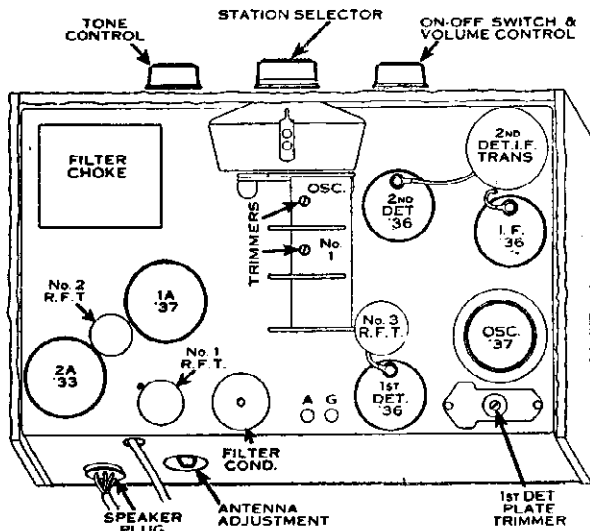 TONE
CONTROL
STATION SELECTOR
ON-OFF SWITCH &
VOLUME CONTROL
FILTER
CHOKE
TRIMMERS
OSC.
No.
1
2ND
DET.
'36
2ND
DET. I.F.
TRANS
I.F.
'36
No. 2
R.F.T.
1A
'37
2A
'33
No. 1
R.F.T.
FILTER
COND.
A G
No. 3
R.F.T.
1ST
DET.
'36
OSC.
'37
SPEAKER
PLUG
ANTENNA
ADJUSTMENT
1ST DET
PLATE
TRIMMER